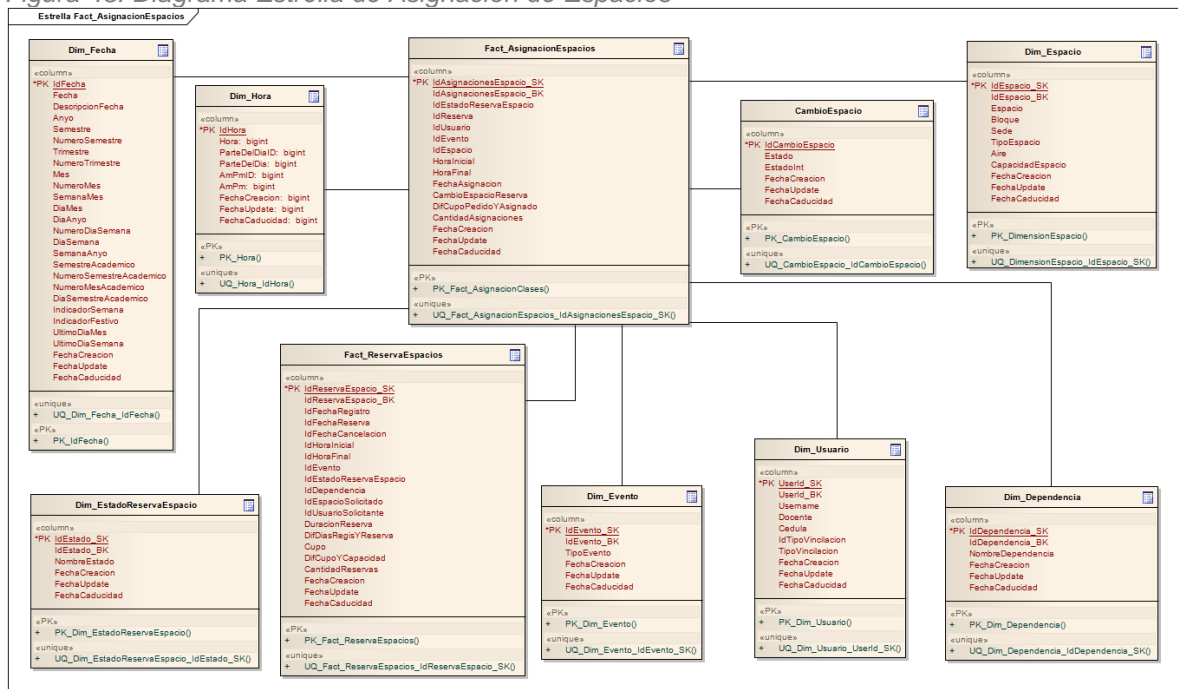 Figura 48. Diagrama Estrella de Asignación de Espacios
Estrella Fact_AsignacionEspacios
Dim_Fecha
«column»
*PK IdFecha
Fecha
DescripcionFecha
Anyo
Semestre
NumeroSemestre
Trimestre
NumeroTrimestre
Mes
NumeroMes
SemanaMes
DiaMes
DiaAnyo
NumeroDiaSemana
DiaSemana
SemanaAnyo
SemestreAcademico
NumeroSemestreAcademico
NumeroMesAcademico
DiaSemestreAcademico
IndicadorSemana
IndicadorFestivo
UltimoDiaMes
UltimoDiaSemana
FechaCreacion
FechaUpdate
FechaCaducidad
«unique»
+ UQ_Dim_Fecha_IdFecha()
«PK»
+ PK_IdFecha()
Dim_Hora
«column»
*PK IdHora
Hora: bigint
ParteDelDiaID: bigint
ParteDelDia: bigint
AmPmID: bigint
AmPm: bigint
FechaCreacion: bigint
FechaUpdate: bigint
FechaCaducidad: bigint
«PK»
+ PK_Hora()
«unique»
+ UQ_Hora_IdHora()
Fact_AsignacionEspacios
«column»
*PK IdAsignacionesEspacio_SK
IdAsignacionesEspacio_BK
IdEstadoReservaEspacio
IdReserva
IdUsuario
IdEvento
IdEspacio
HoraInicial
HoraFinal
FechaAsignacion
CambioEspacioReserva
DifCupoPedidoYAsignado
CantidadAsignaciones
FechaCreacion
FechaUpdate
FechaCaducidad
«PK»
+ PK_Fact_AsignacionClases()
«unique»
+ UQ_Fact_AsignacionEspacios_IdAsignacionesEspacio_SK()
CambioEspacio
«column»
*PK IdCambioEspacio
Estado
EstadoInt
FechaCreacion
FechaUpdate
FechaCaducidad
«PK»
+ PK_CambioEspacio()
«unique»
+ UQ_CambioEspacio_IdCambioEspacio()
Dim_Espacio
«column»
*PK IdEspacio_SK
IdEspacio_BK
Espacio
Bloque
Sede
TipoEspacio
Aire
CapacidadEspacio
FechaCreacion
FechaUpdate
FechaCaducidad
«PK»
+ PK_DimensionEspacio()
«unique»
+ UQ_DimensionEspacio_IdEspacio_SK()
Dim_EstadoReservaEspacio
«column»
*PK IdEstado_SK
IdEstado_BK
NombreEstado
FechaCreacion
FechaUpdate
FechaCaducidad
«PK»
+ PK_Dim_EstadoReservaEspacio()
«unique»
+ UQ_Dim_EstadoReservaEspacio_IdEstado_SK()
Fact_ReservaEspacios
«column»
*PK IdReservaEspacio_SK
IdReservaEspacio_BK
IdFechaRegistro
IdFechaReserva
IdFechaCancelacion
IdHoraInicial
IdHoraFinal
IdEvento
IdEstadoReservaEspacio
IdDependencia
IdEspacioSolicitado
IdUsuarioSolicitante
DuracionReserva
DifDiasRegisYReserva
Cupo
DifCupoYCapacidad
CantidadReservas
FechaCreacion
FechaUpdate
FechaCaducidad
«PK»
+ PK_Fact_ReservaEspacios()
«unique»
+ UQ_Fact_ReservaEspacios_IdReservaEspacio_SK()
Dim_Evento
«column»
*PK IdEvento_SK
IdEvento_BK
TipoEvento
FechaCreacion
FechaUpdate
FechaCaducidad
«PK»
+ PK_Dim_Evento()
«unique»
+ UQ_Dim_Evento_IdEvento_SK()
Dim_Usuario
«column»
*PK UserId_SK
UserId_BK
Username
Docente
Cedula
IdTipoVincilacion
TipoVincilacion
FechaCreacion
FechaUpdate
FechaCaducidad
«PK»
+ PK_Dim_Usuario()
«unique»
+ UQ_Dim_Usuario_UserId_SK()
Dim_Dependencia
«column»
*PK IdDependencia_SK
IdDependencia_BK
NombreDependencia
FechaCreacion
FechaUpdate
FechaCaducidad
«PK»
+ PK_Dim_Dependencia()
«unique»
+ UQ_Dim_Dependencia_IdDependencia_SK()